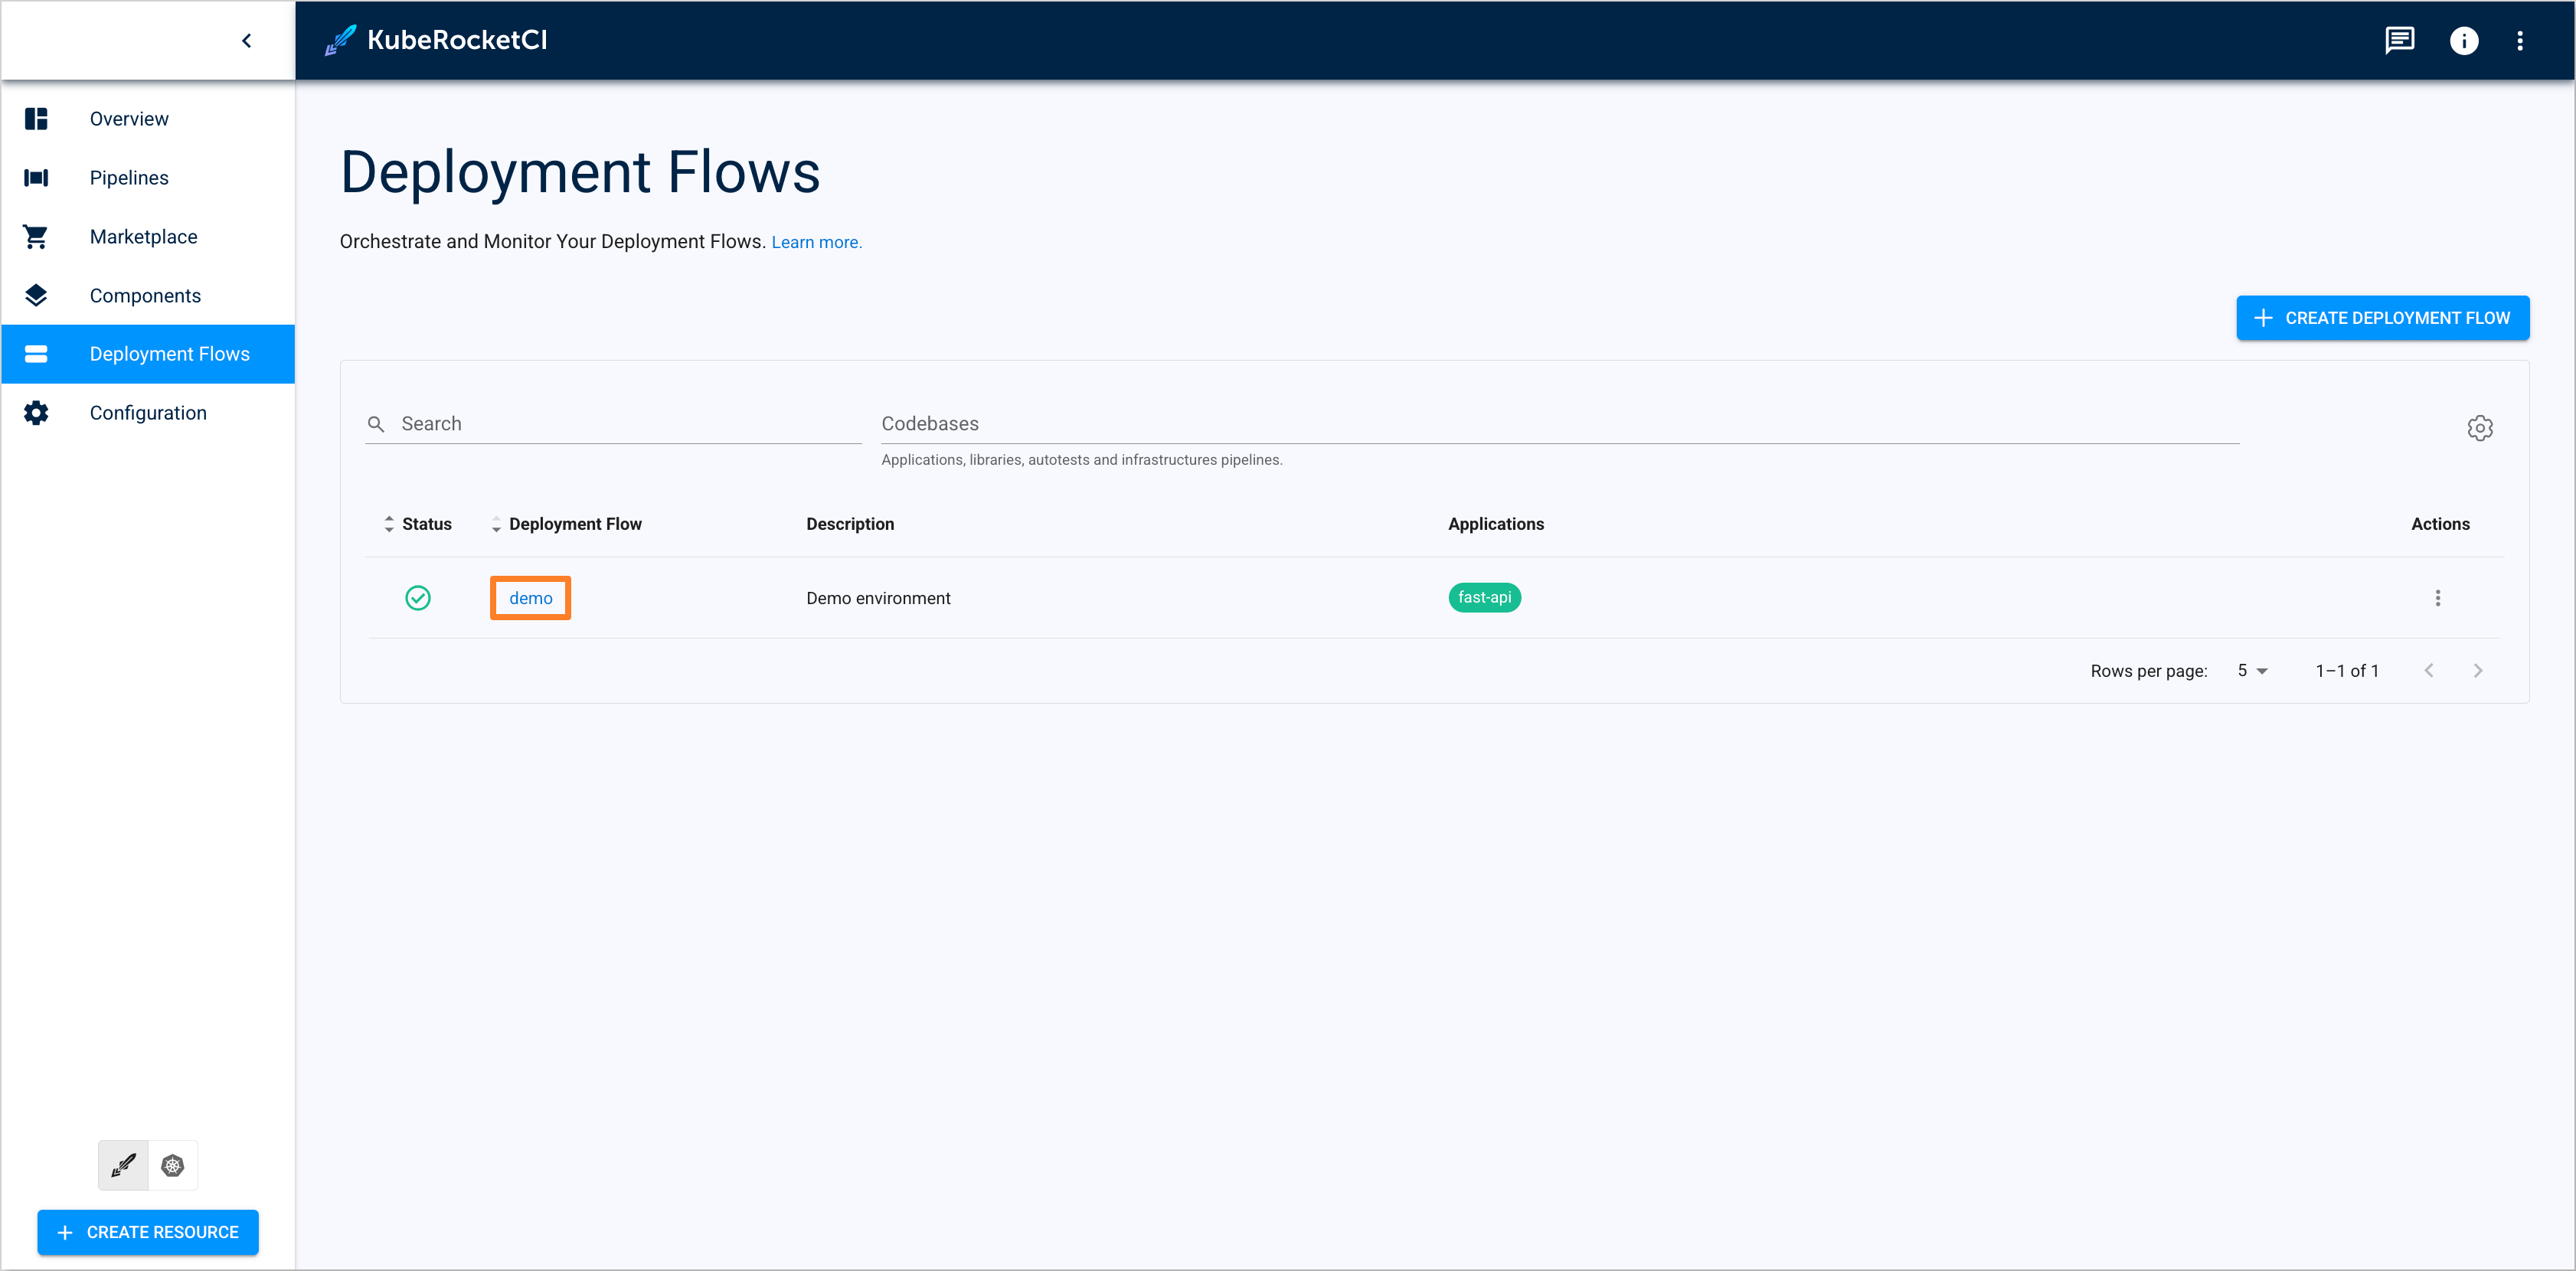 KubeRocketCI
Overview
Pipelines
Marketplace
Components
Deployment Flows
Configuration
CREATE RESOURCE
Deployment Flows
Orchestrate and Monitor Your Deployment Flows. Learn more.
CREATE DEPLOYMENT FLOW
Search
Codebases
Applications, libraries, autotests and infrastructures pipelines.
Status Deployment Flow Description Applications Actions
demo Demo environment fast-api
Rows per page: 5 1–1 of 1